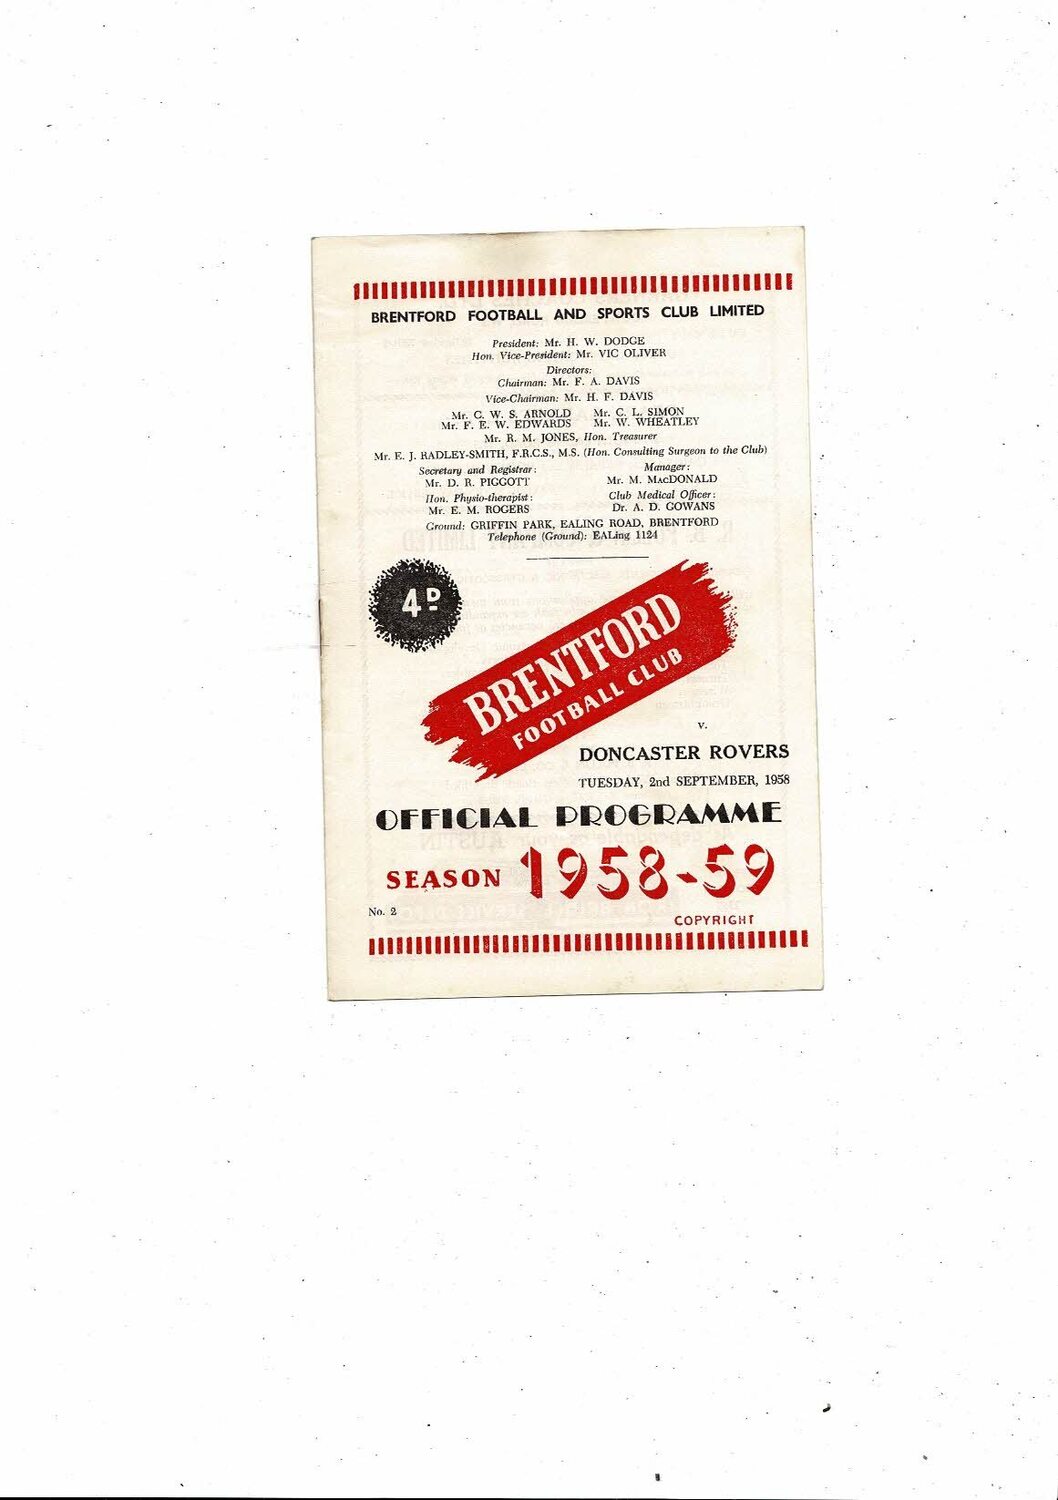 BRENTFORD FOOTBALL AND SPORTS CLUB LIMITED
President: Mr. H. W. DODGE
Hon. Vice-President: Mr. VIC OLIVER
Directors:
Chairman: Mr. F. A. DAVIS
Vice-Chairman: Mr. H. F. DAVIS
Mr. C. W. S. ARNOLD Mr. C. L. SIMON
Mr. F. E. W. EDWARDS Mr. W. WHEATLEY
Mr. R. M. JONES, Hon. Treasurer
Mr. E. J. RADLEY-SMITH, F.R.C.S., M.S. (Hon. Consulting Surgeon to the Club)
Secretary and Registrar: Manager:
Mr. D. R. PIGGOTT Mr. M. MACDONALD
Hon. Physio-therapist: Club Medical Officer:
Mr. E. M. ROGERS Dr. A. D. GOWANS
Ground: GRIFFIN PARK, EALING ROAD, BRENTFORD
Telephone (Ground): EALing 1124
4D
BRENTFORD
FOOTBALL CLUB
v.
DONCASTER ROVERS
TUESDAY, 2nd SEPTEMBER, 1958
OFFICIAL PROGRAMME
SEASON 1958-59
No. 2
COPYRIGHT